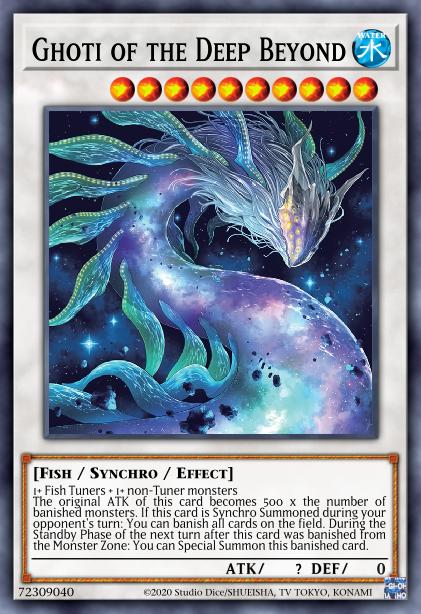 GHOTI OF THE DEEP BEYOND
WATER
水
[FISH / SYNCHRO / EFFECT]
1+ Fish Tuners + 1+ non-Tuner monsters
The original ATK of this card becomes 500 x the number of
banished monsters. If this card is Synchro Summoned during your
opponent's turn: You can banish all cards on the field. During the
Standby Phase of the next turn after this card was banished from
the Monster Zone: You can Special Summon this banished card.
ATK/ ? DEF/ 0
72309040 ©2020 Studio Dice/SHUEISHA, TV TOKYO, KONAMI